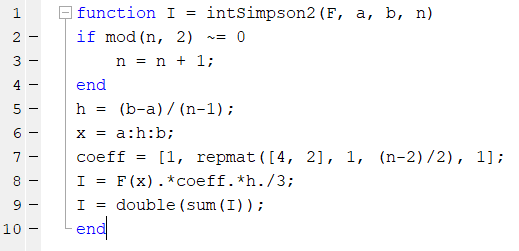 1 function I = intSimpson2(F, a, b, n)
2 – if mod(n, 2) ~= 0
3 – n = n + 1;
4 – end
5 – h = (b-a)/(n-1);
6 – x = a:h:b;
7 – coeff = [1, repmat([4, 2], 1, (n-2)/2), 1];
8 – I = F(x).*coeff.*h./3;
9 – I = double(sum(I));
10 – end